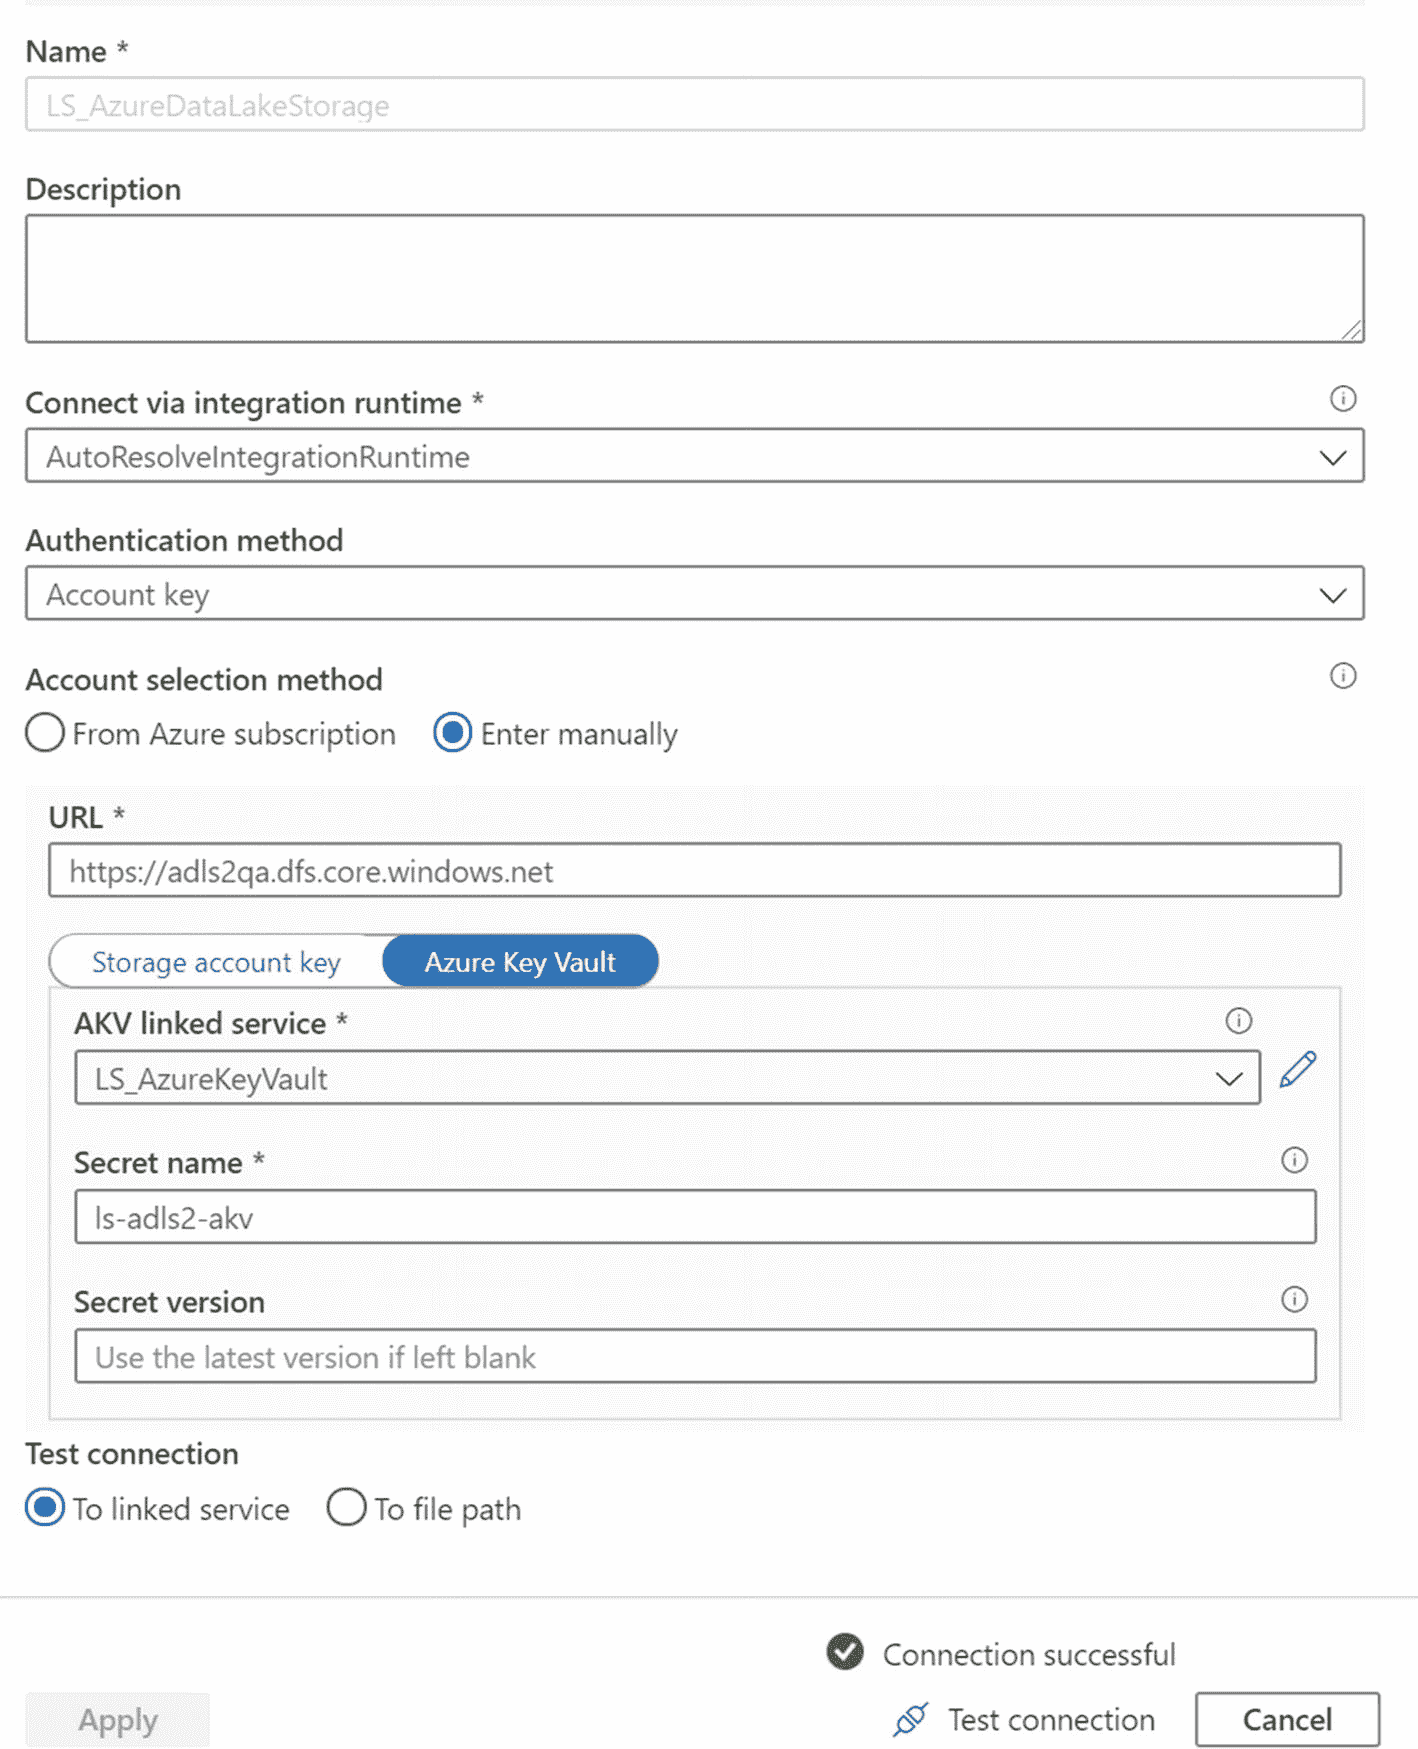 Name *
LS_AzureDataLakeStorage
Description
Connect via integration runtime *
AutoResolveIntegrationRuntime
Authentication method
Account key
Account selection method
From Azure subscription Enter manually
URL *
https://adls2qa.dfs.core.windows.net
Storage account key Azure Key Vault
AKV linked service *
LS_AzureKeyVault
Secret name *
ls-adls2-akv
Secret version
Use the latest version if left blank
Test connection
To linked service To file path
Connection successful
Apply Test connection Cancel